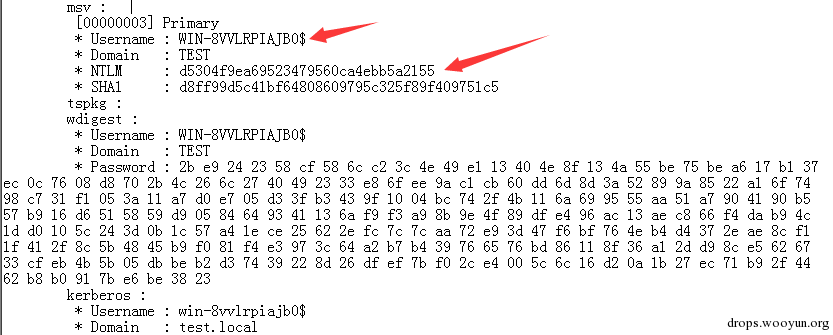 msv :
[00000003] Primary
* Username : WIN-8VVLRPIAJB0$
* Domain : TEST
* NTLM : d5304f9ea69523479560ca4ebb5a2155
* SHA1 : d8ff99d5c41bf64808609795c325f89f409751c5
tspkg :
wdigest :
* Username : WIN-8VVLRPIAJB0$
* Domain : TEST
* Password : 2b e9 24 23 58 cf 58 6c c2 3c 4e 49 e1 13 40 4e 8f 13 4a 55 be 75 be a6 17 b1 37
ec 0c 76 08 d8 70 2b 4c 26 6c 27 40 49 23 33 e8 6f ee 9a c1 cb 60 dd 6d 8d 3a 52 89 9a 85 22 a1 6f 74
98 c7 31 f1 05 3a 11 a7 d0 e7 05 d3 3f b3 43 9f 10 04 bc 74 2f 4b 11 6a 69 95 55 aa 51 a7 90 41 90 b5
57 b9 16 d6 51 58 59 d9 05 84 64 93 41 13 6a f9 f3 a9 8b 9e 4f 89 df e4 96 ac 13 ae c8 66 f4 da b9 4c
1d d0 10 5c 24 3d 0b 1c 57 a4 1e ce 25 62 2e fc 7c 7c aa 72 e9 3d 47 f6 bf 76 4e b4 d4 37 2e ae 8c f1
1f 41 2f 8c 5b 48 45 b9 f0 81 f4 e3 97 3c 64 a2 b7 b4 39 76 65 76 bd 86 11 8f 36 a1 2d d9 8c e5 62 67
33 cf eb 4b 5b 05 db be b2 d3 74 39 22 8d 26 df ef 7b f0 2c e4 00 5c 6c 16 d2 0a 1b 27 ec 71 b9 2f 44
62 b8 b0 91 7b e6 be 38 23
kerberos :
* Username : win-8vvlrpiajb0$
* Domain : test.local
drops.wooyun.org